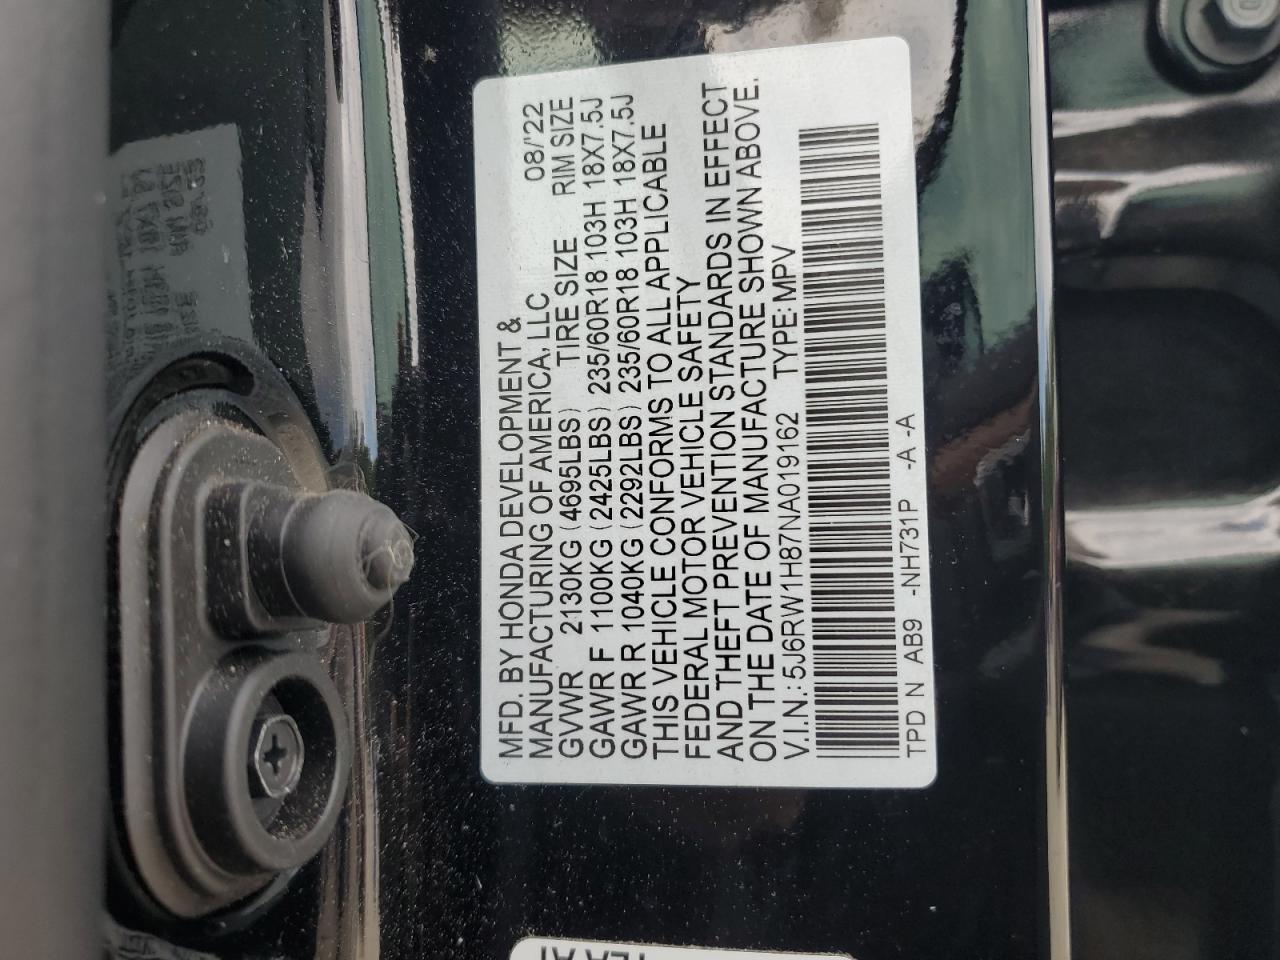 MFD. BY HONDA DEVELOPMENT &
MANUFACTURING OF AMERICA, LLC 08/'22
GVWR 2130KG 4695LBS) TIRE SIZE RIM SIZE
GAWR F 1100KG (2425LBS) 235/60R18 103H 18X7.5J
GAWR R 1040KG (2292LBS) 235/60R18 103H 18X7.5J
THIS VEHICLE CONFORMS TO ALL APPLICABLE
FEDERAL MOTOR VEHICLE SAFETY
AND THEFT PREVENTION STANDARDS IN EFFECT
ON THE DATE OF MANUFACTURE SHOWN ABOVE.
V.I.N.: 5J6RW1H87NA019162 TYPE: MPV
TPD N AB9 -NH731P -A -A